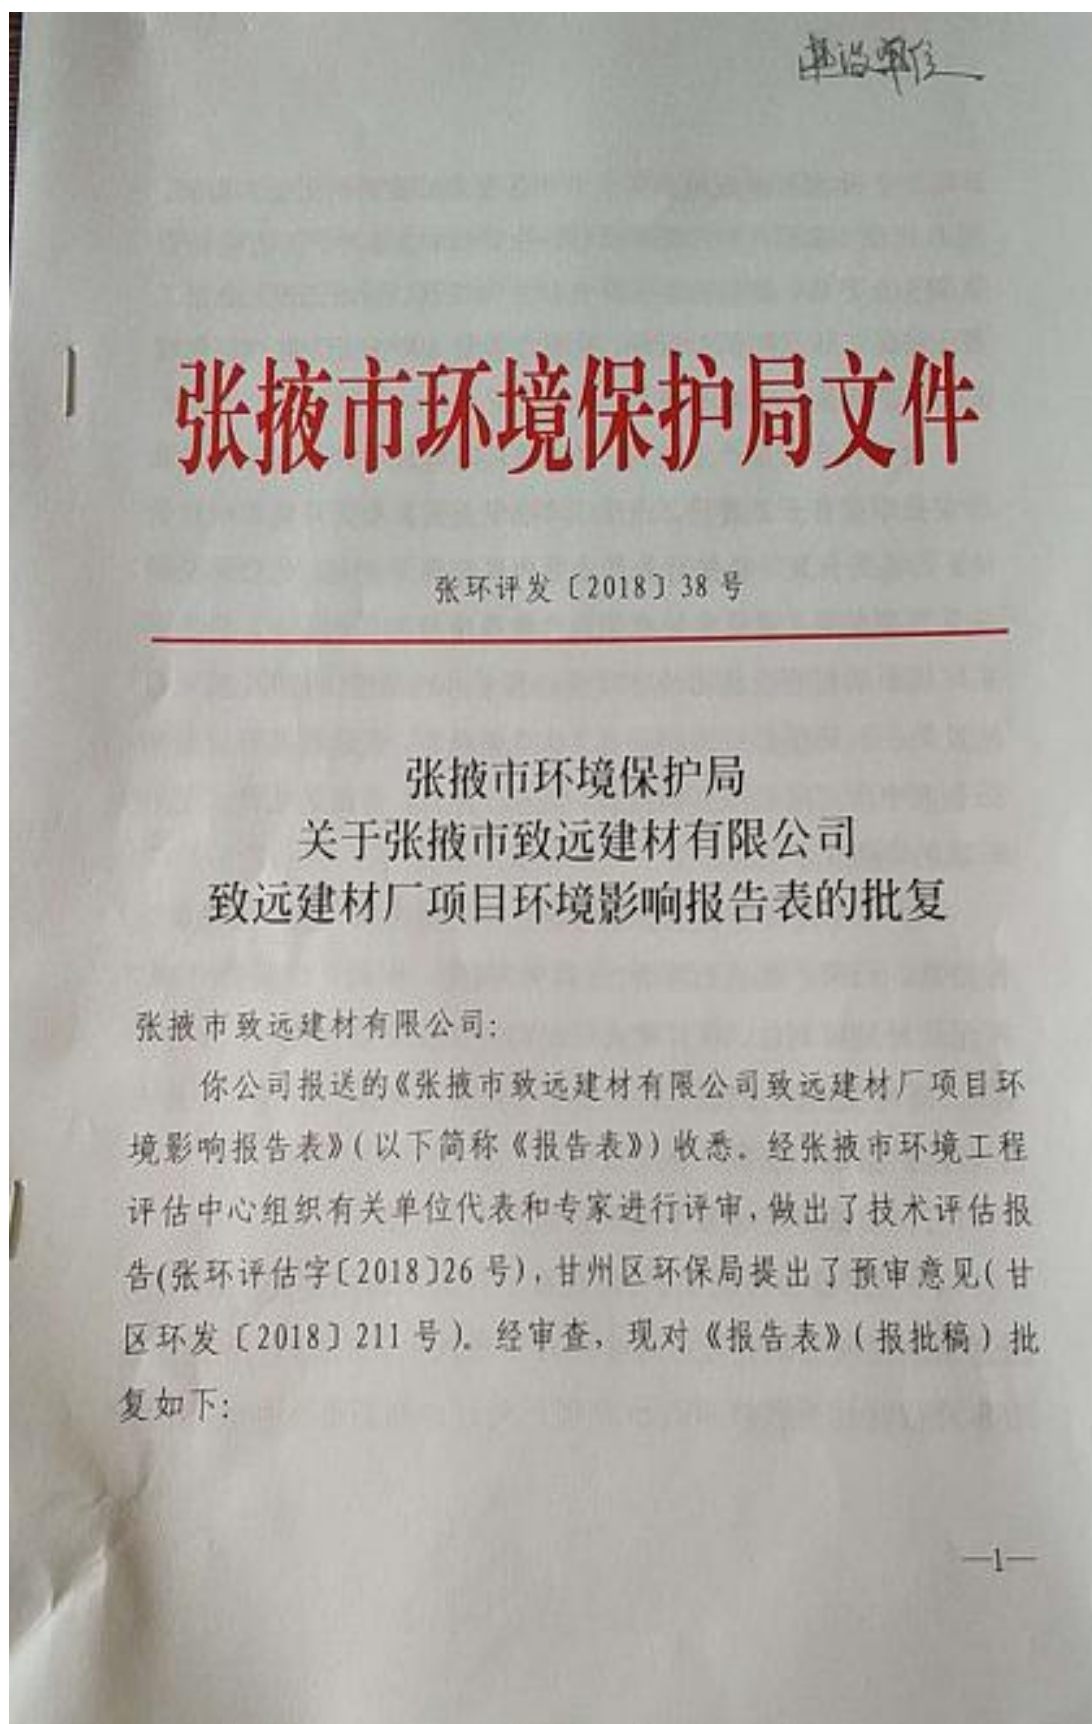 建设单位
张掖市环境保护局文件
张环评发〔2018〕38号
张掖市环境保护局
关于张掖市致远建材有限公司
致远建材厂项目环境影响报告表的批复
张掖市致远建材有限公司:
你公司报送的《张掖市致远建材有限公司致远建材厂项目环
境影响报告表》(以下简称《报告表》)收悉。经张掖市环境工程
评估中心组织有关单位代表和专家进行评审,做出了技术评估报
告(张环评估字〔2018〕26号),甘州区环保局提出了预审意见(甘
区环发〔2018〕211号)。经审查,现对《报告表》(报批稿)批
复如下:
—1—